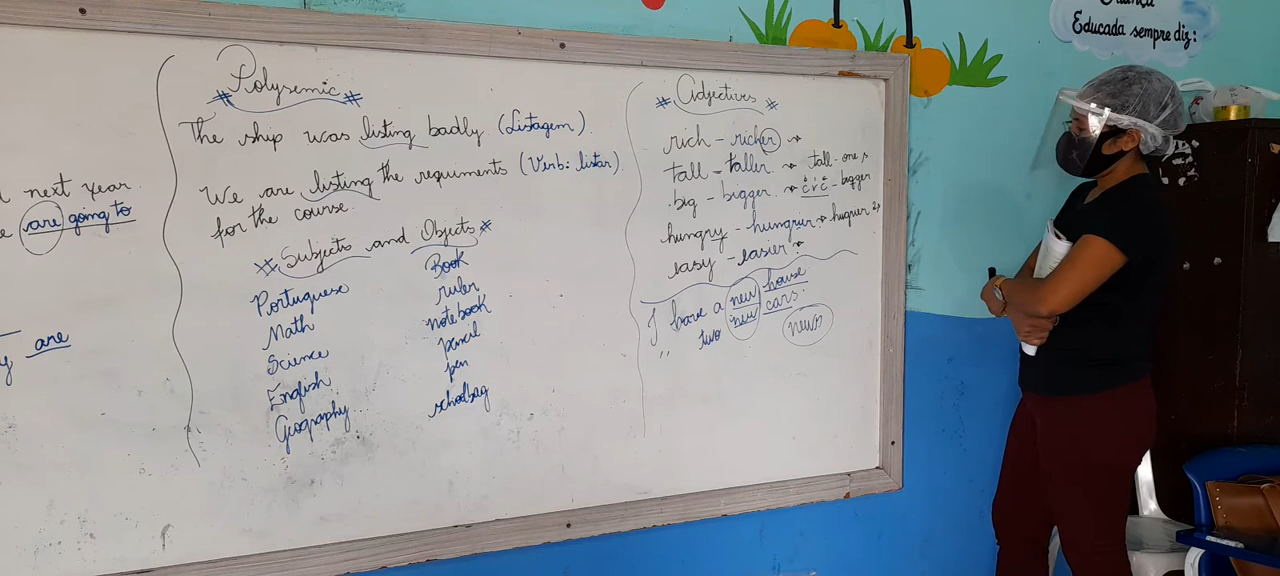 next year.
are going to
are
# Polysemic #
The ship was listing badly. (Listagem).
We are listing the requiments (Verb: listar).
for the course.
# Subjects and Objects #
Portuguese
Math
Science
English
Geography
Book
ruler
notebook
pencil
pen
schoolbag
* Adjectives *
rich - richer →
tall - taller → tall - one
big - bigger → CVC - bigger
hungry - hungrier →
easy - easier →
I have a new house
" two new cars.
news
Educada sempre diz: